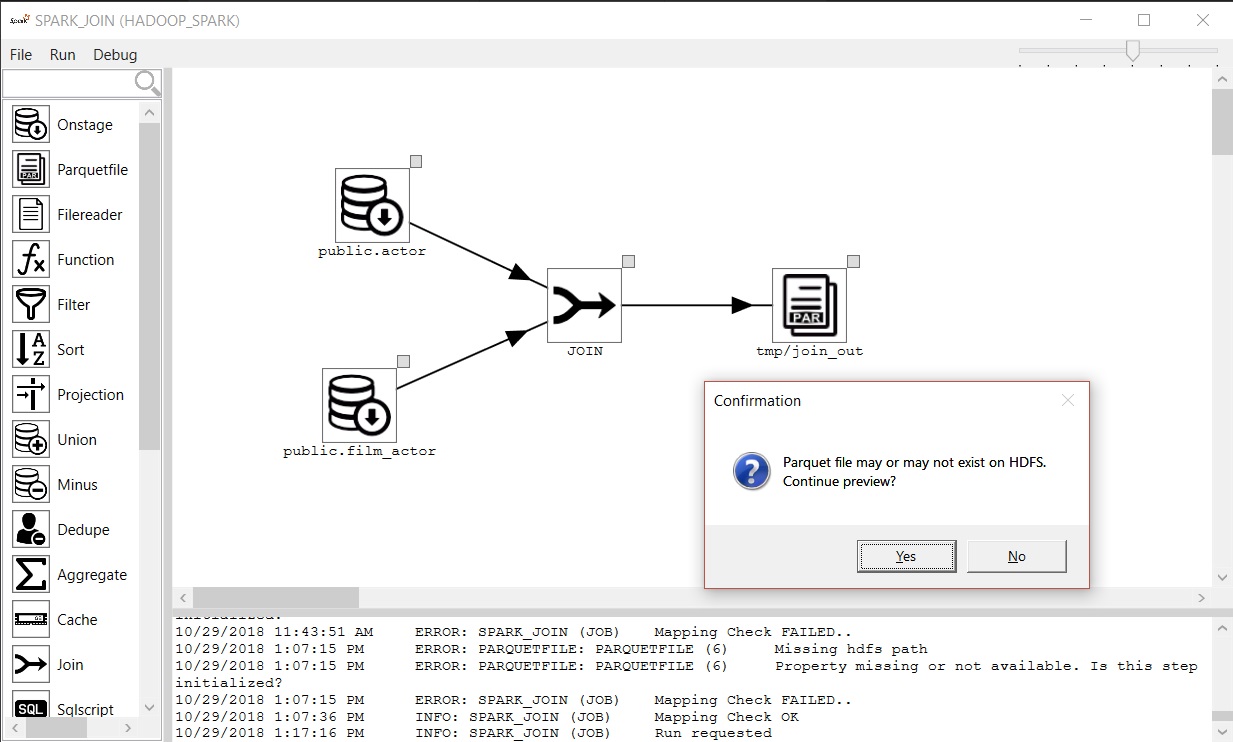 Spark SPARK_JOIN (HADOOP_SPARK)
File Run Debug
Onstage
Parquetfile
Filereader
Function
Filter
Sort
Projection
Union
Minus
Dedupe
Aggregate
Cache
Join
SQL Sqlscript
public.actor
public.film_actor
JOIN
PAR
tmp/join_out
Confirmation
Parquet file may or may not exist on HDFS.
Continue preview?
Yes No
initialized?
10/29/2018 11:43:51 AM ERROR: SPARK_JOIN (JOB) Mapping Check FAILED..
10/29/2018 1:07:15 PM ERROR: PARQUETFILE: PARQUETFILE (6) Missing hdfs path
10/29/2018 1:07:15 PM ERROR: PARQUETFILE: PARQUETFILE (6) Property missing or not available. Is this step
initialized?
10/29/2018 1:07:15 PM ERROR: SPARK_JOIN (JOB) Mapping Check FAILED..
10/29/2018 1:07:36 PM INFO: SPARK_JOIN (JOB) Mapping Check OK
10/29/2018 1:17:16 PM INFO: SPARK_JOIN (JOB) Run requested